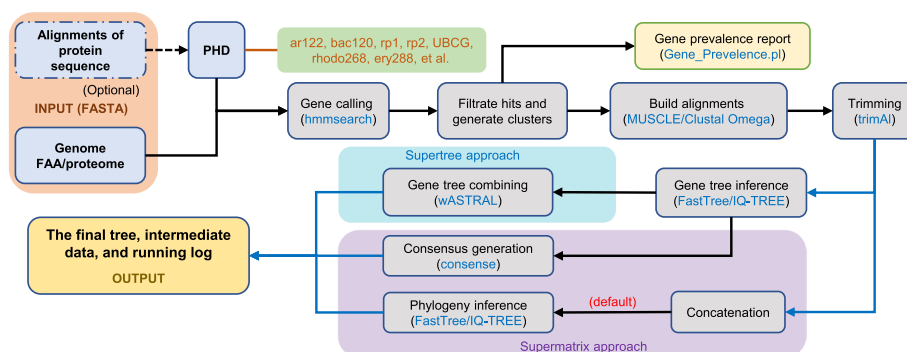 Alignments of
protein
sequence
(Optional)
INPUT (FASTA)
Genome
FAA/proteome
PHD
ar122, bac120, rp1, rp2, UBCG,
rhodo268, ery288, et al.
Gene prevalence report
(Gene_Prevelence.pl)
Gene calling
(hmmsearch)
Filtrate hits and
generate clusters
Build alignments
(MUSCLE/Clustal Omega)
Trimming
(trimAl)
Supertree approach
Gene tree combining
(wASTRAL)
Gene tree inference
(FastTree/IQ-TREE)
The final tree, intermediate
data, and running log
OUTPUT
Consensus generation
(consense)
Phylogeny inference
(FastTree/IQ-TREE)
(default)
Concatenation
Supermatrix approach